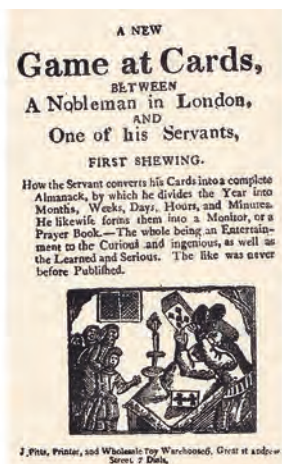 A NEW
Game at Cards,
BETWEEN
A Nobleman in London,
AND
One of his Servants,
FIRST SHEWING.
How the Servant converts his Cards into a complete
Almanack, by which he divides the Year into
Months, Weeks, Days, Hours, and Minutes.
He likewise forms them into a Monitor, or a
Prayer Book.—The whole being an Entertain-
ment to the Curious and ingenious, as well as
the Learned and Serious. The like was never
before Published.
J. Pitts, Printer, and Wholesale Toy Warehouse, Great st andrew
Street, 7 Dials,